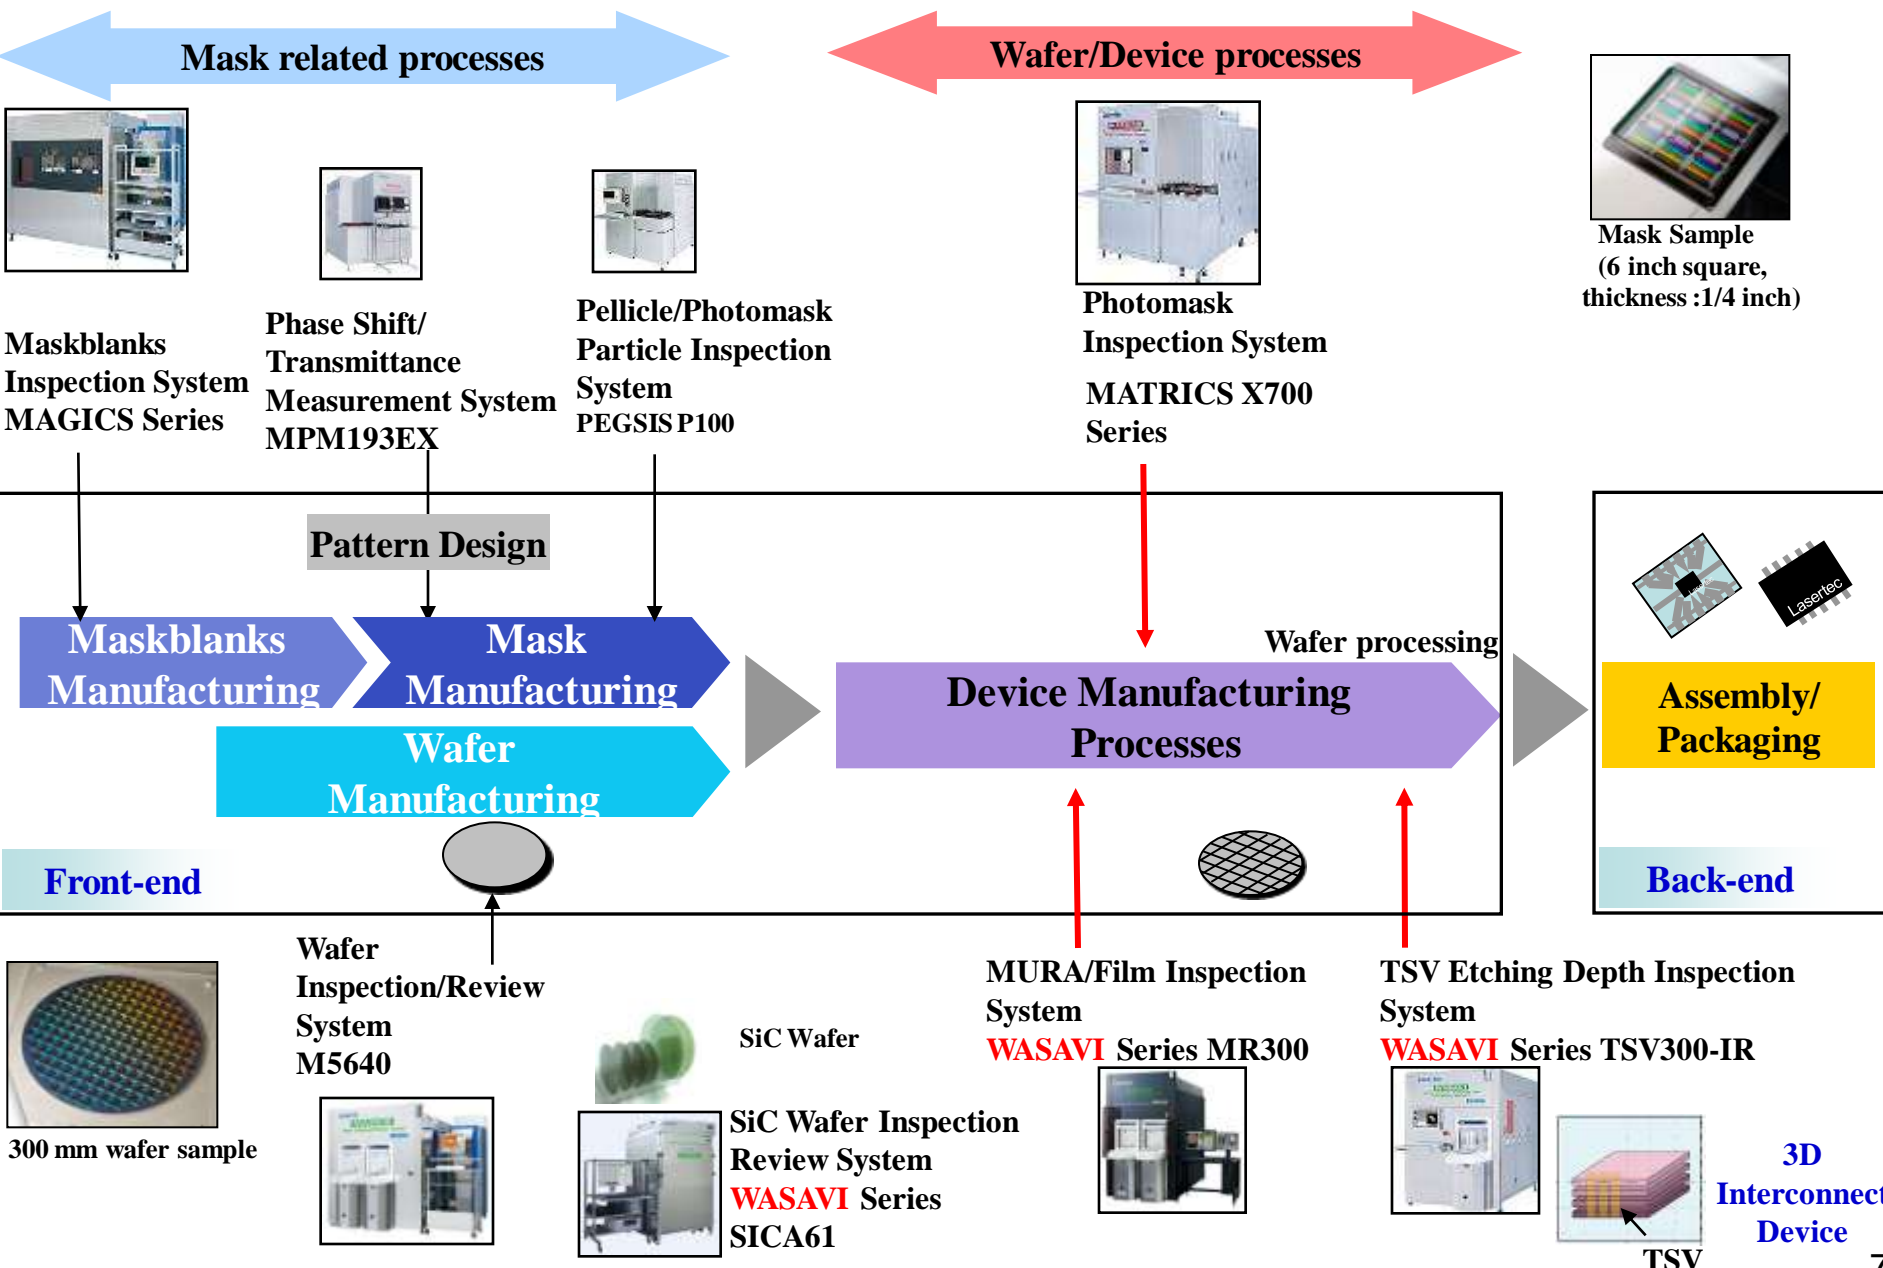 Mask related processes
Wafer/Device processes
Mask Sample
(6 inch square,
thickness :1/4 inch)
Maskblanks
Inspection System
MAGICS Series
Phase Shift/
Transmittance
Measurement System
MPM193EX
Pellicle/Photomask
Particle Inspection
System
PEGSIS P100
Photomask
Inspection System
MATRICS X700
Series
Pattern Design
Maskblanks
Manufacturing
Mask
Manufacturing
Wafer
Manufacturing
Wafer processing
Device Manufacturing
Processes
Lasertec
Assembly/
Packaging
Front-end
Back-end
300 mm wafer sample
Wafer
Inspection/Review
System
M5640
SiC Wafer
SiC Wafer Inspection
Review System
WASAVI Series
SICA61
MURA/Film Inspection
System
WASAVI Series MR300
TSV Etching Depth Inspection
System
WASAVI Series TSV300-IR
3D
Interconnect
Device
TSV
7